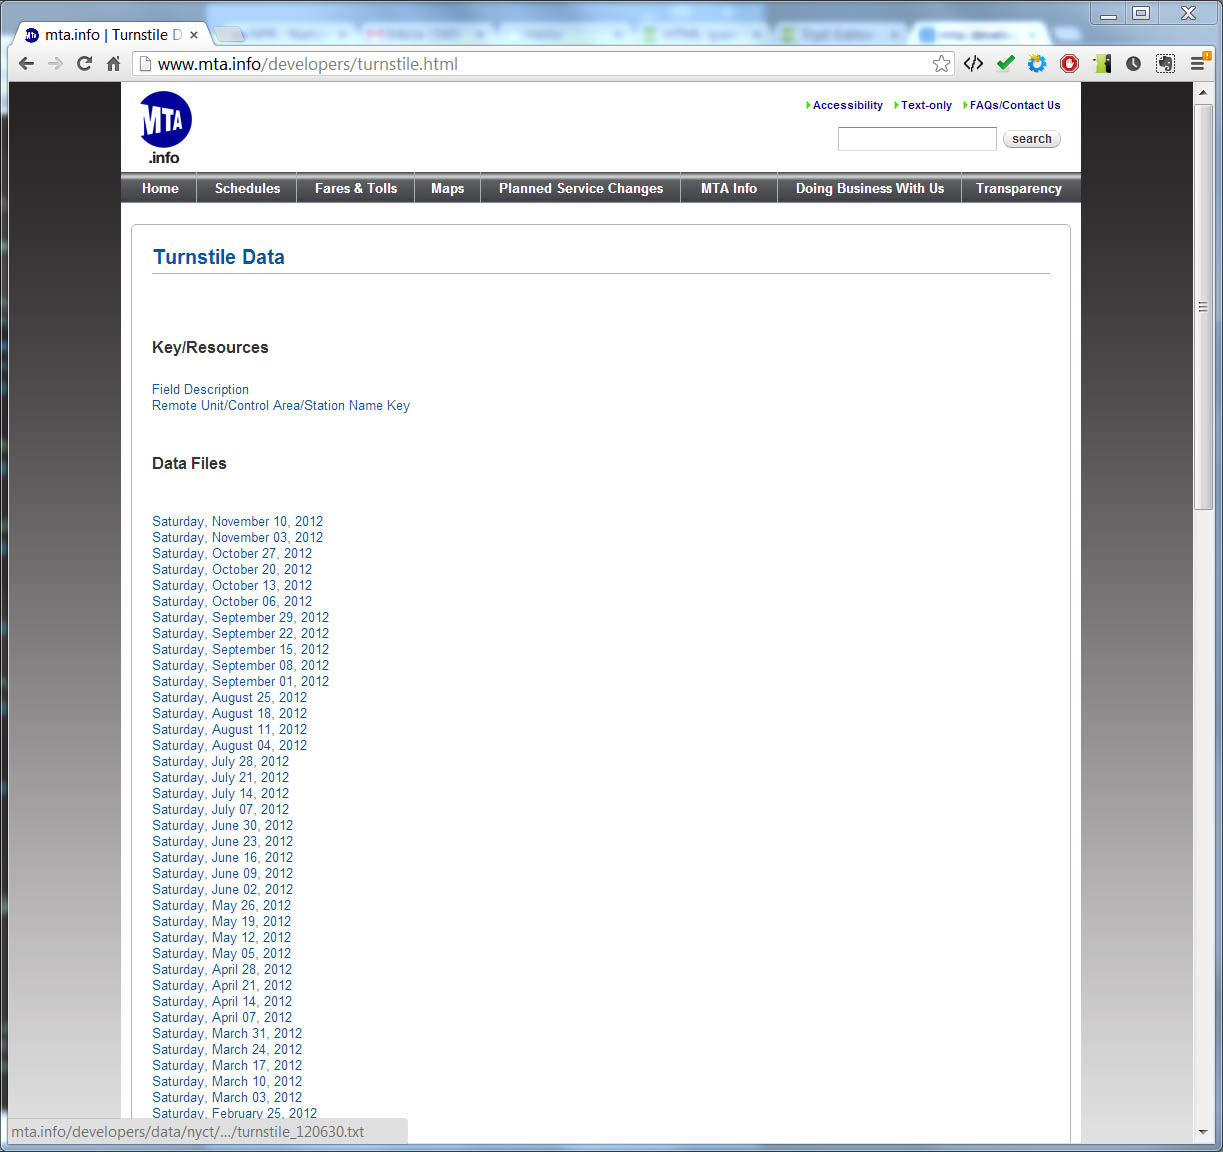 mta.info | Turnstile D
www.mta.info/developers/turnstile.html
MTA
.info
Accessibility Text-only FAQs/Contact Us
search
Home Schedules Fares & Tolls Maps Planned Service Changes MTA Info Doing Business With Us Transparency
Turnstile Data
Key/Resources
Field Description
Remote Unit/Control Area/Station Name Key
Data Files
Saturday, November 10, 2012
Saturday, November 03, 2012
Saturday, October 27, 2012
Saturday, October 20, 2012
Saturday, October 13, 2012
Saturday, October 06, 2012
Saturday, September 29, 2012
Saturday, September 22, 2012
Saturday, September 15, 2012
Saturday, September 08, 2012
Saturday, September 01, 2012
Saturday, August 25, 2012
Saturday, August 18, 2012
Saturday, August 11, 2012
Saturday, August 04, 2012
Saturday, July 28, 2012
Saturday, July 21, 2012
Saturday, July 14, 2012
Saturday, July 07, 2012
Saturday, June 30, 2012
Saturday, June 23, 2012
Saturday, June 16, 2012
Saturday, June 09, 2012
Saturday, June 02, 2012
Saturday, May 26, 2012
Saturday, May 19, 2012
Saturday, May 12, 2012
Saturday, May 05, 2012
Saturday, April 28, 2012
Saturday, April 21, 2012
Saturday, April 14, 2012
Saturday, April 07, 2012
Saturday, March 31, 2012
Saturday, March 24, 2012
Saturday, March 17, 2012
Saturday, March 10, 2012
Saturday, March 03, 2012
Saturday, February 25, 2012
mta.info/developers/data/nyct/.../turnstile_120630.txt